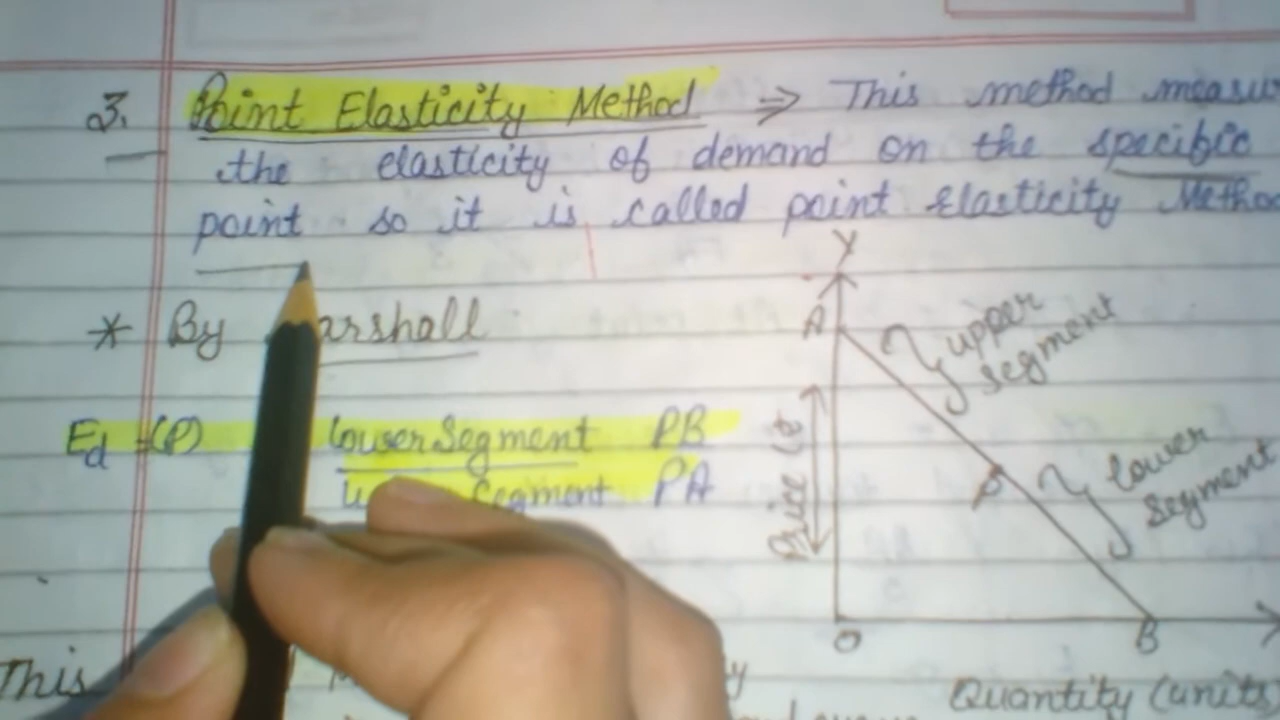 3. Point Elasticity Method ⇒ This method measu
the elasticity of demand on the specific
point so it is called point Elasticity Metho
* By arshall
Ed =(P) lower Segment PB
Segment PA
Y
A
upper
segment
Price (₹
P
lower
segment
O
B
Quantity (units)
This